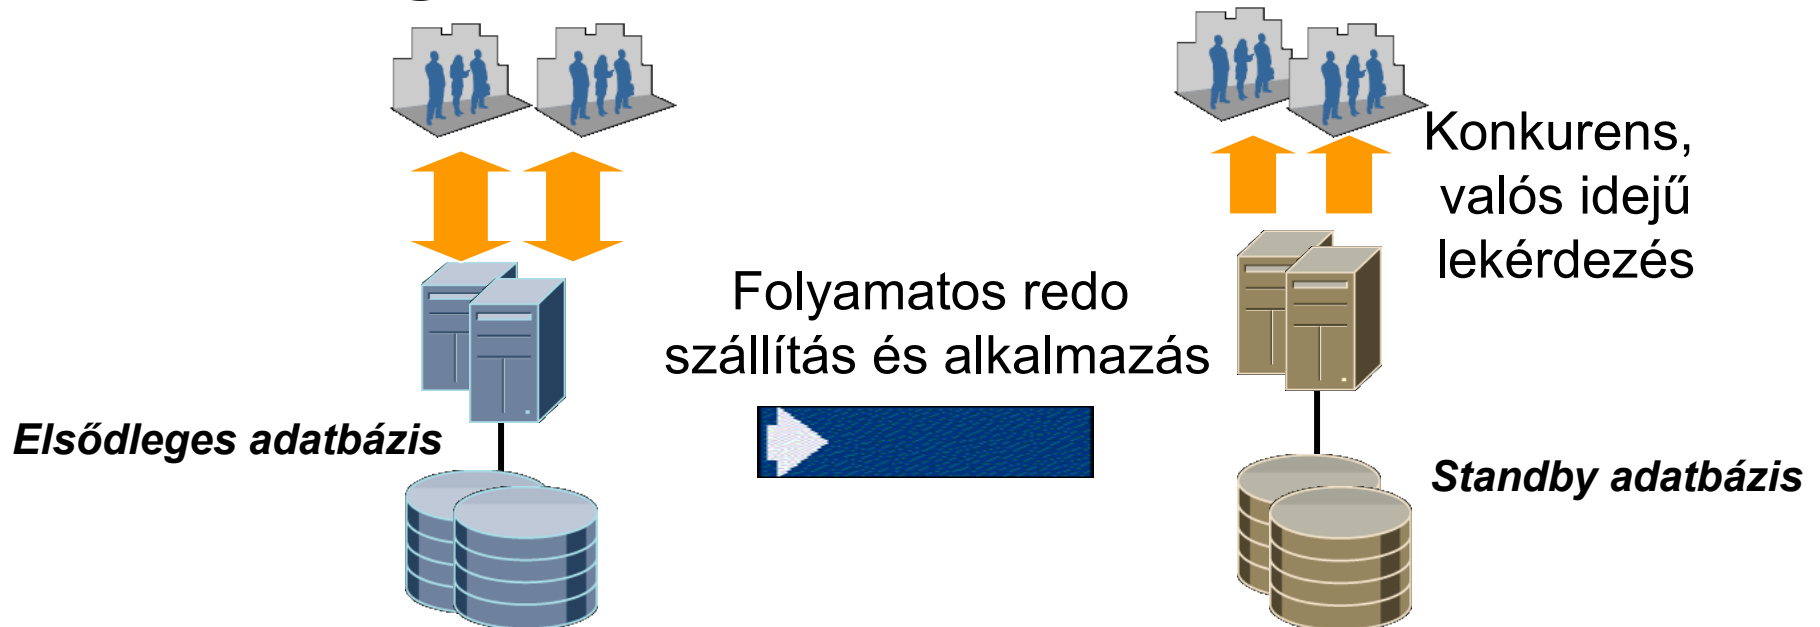 Konkurens,
valós idejű
lekérdezés
Folyamatos redo
szállítás és alkalmazás
Elsődleges adatbázis
Standby adatbázis